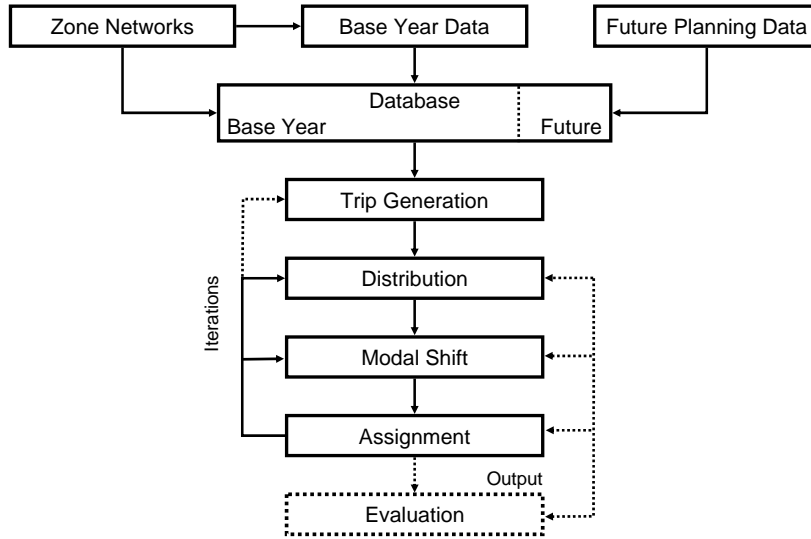 Zone Networks
Base Year Data
Future Planning Data
Database
Base Year
Future
Trip Generation
Iterations
Distribution
Modal Shift
Assignment
Output
Evaluation